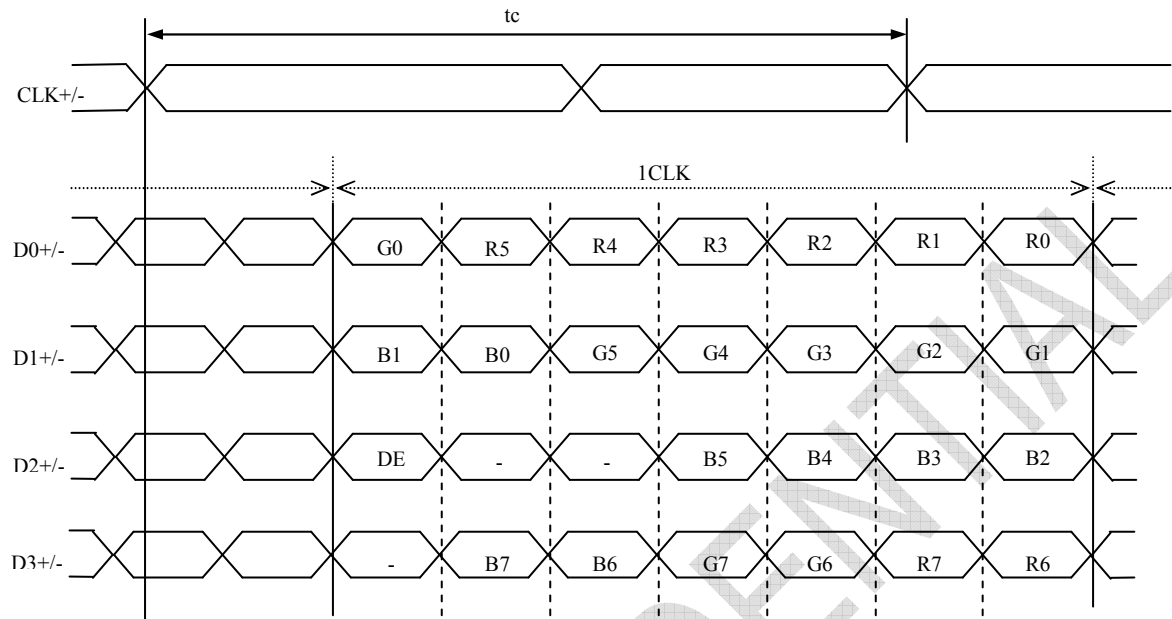 tc
CLK+/-
1CLK
D0+/- G0 R5 R4 R3 R2 R1 R0
D1+/- B1 B0 G5 G4 G3 G2 G1
D2+/- DE - - B5 B4 B3 B2
D3+/- - B7 B6 G7 G6 R7 R6